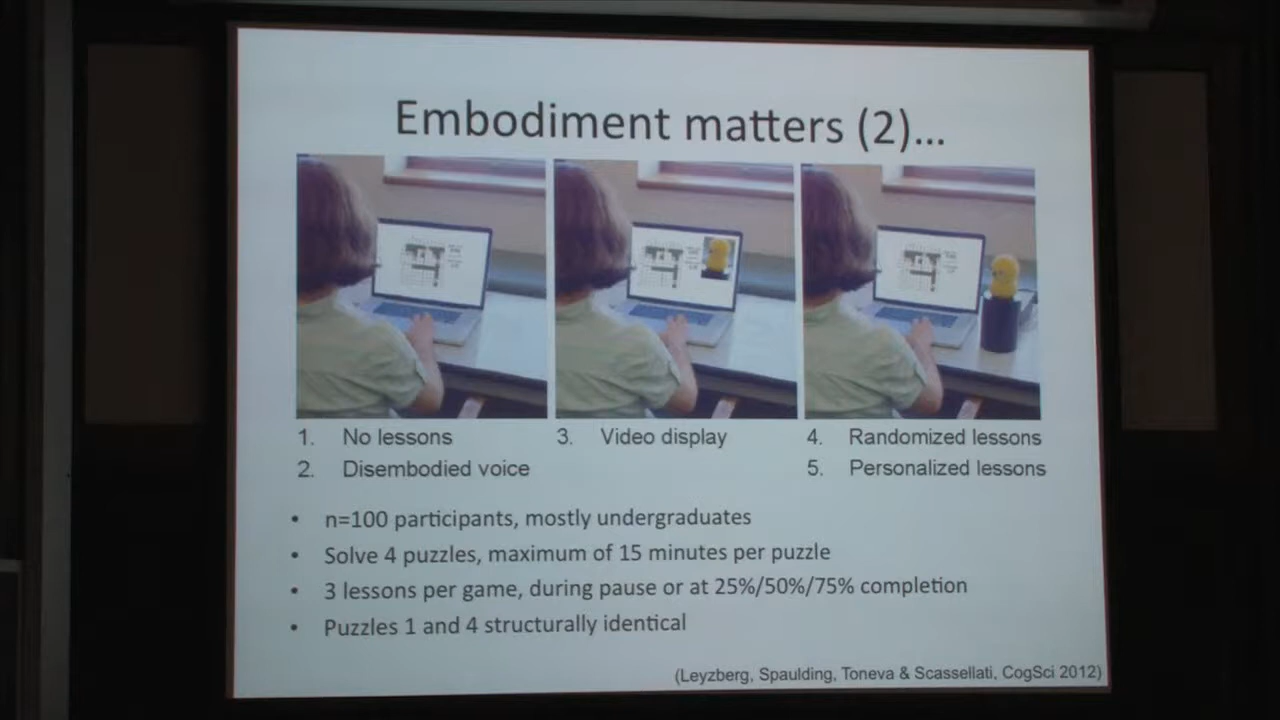 Embodiment matters (2)...
1. No lessons
2. Disembodied voice
3. Video display
4. Randomized lessons
5. Personalized lessons
• n=100 participants, mostly undergraduates
• Solve 4 puzzles, maximum of 15 minutes per puzzle
• 3 lessons per game, during pause or at 25%/50%/75% completion
• Puzzles 1 and 4 structurally identical
(Leyzberg, Spaulding, Toneva & Scassellati, CogSci 2012)